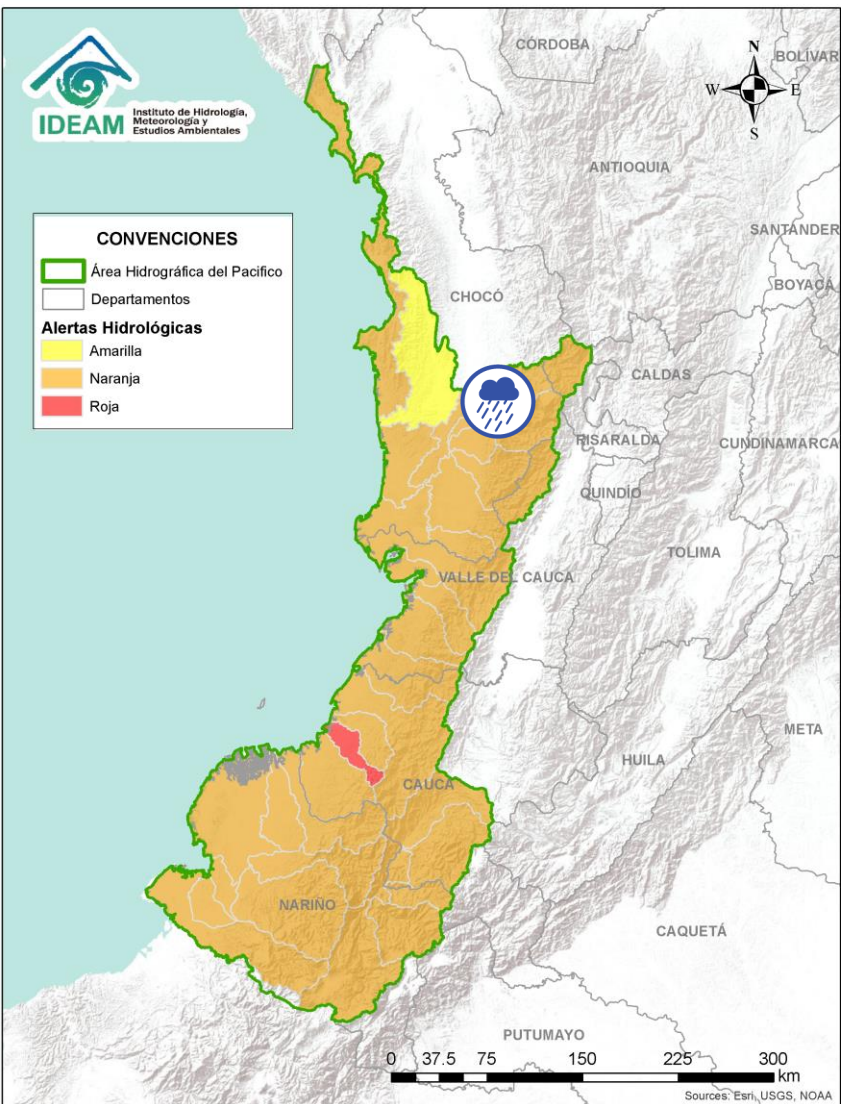 IDEAM
Instituto de Hidrología,
Meteorología y
Estudios Ambientales
CÓRDOBA
BOLÍVAR
N
W
E
S
ANTIOQUIA
SANTANDER
BOYACÁ
CONVENCIONES
Área Hidrográfica del Pacifico
Departamentos
Alertas Hidrológicas
Amarilla
Naranja
Roja
CHOCÓ
CALDAS
RISARALDA
CUNDINAMARCA
QUINDÍO
TOLIMA
VALLE DEL CAUCA
META
HUILA
CAUCA
NARIÑO
CAQUETÁ
PUTUMAYO
0 37.5 75 150 225 300
km
Sources: Esri, USGS, NOAA